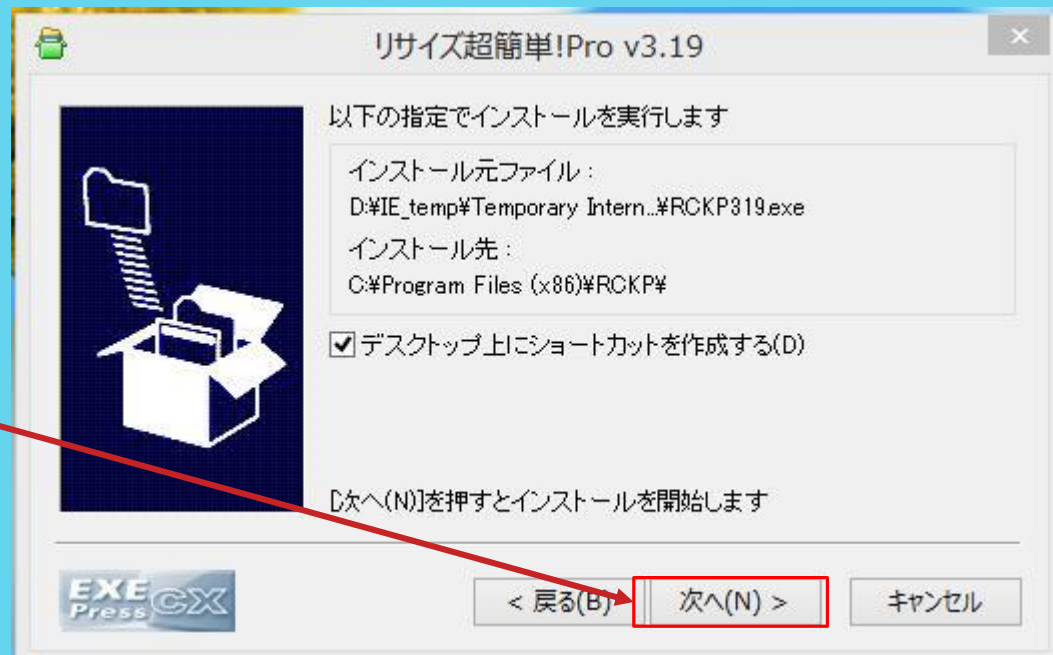 リサイズ超簡単!Pro v3.19
以下の指定でインストールを実行します
インストール元ファイル :
D:¥IE_temp¥Temporary Intern..¥RCKP319.exe
インストール先 :
C:¥Program Files (x86)¥RCKP¥
デスクトップ上にショートカットを作成する(D)
[次へ(N)]を押すとインストールを開始します
EXE Press CX
< 戻る(B)
次へ(N) >
キャンセル